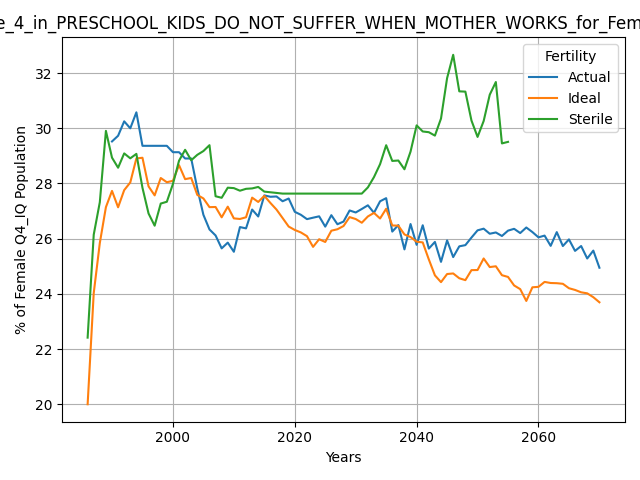 e_4_in_PRESCHOOL_KIDS_DO_NOT_SUFFER_WHEN_MOTHER_WORKS_for_Fem
Fertility
Actual
Ideal
Sterile
% of Female Q4_IQ Population
32
30
28
26
24
22
20
2000
2020
2040
2060
Years